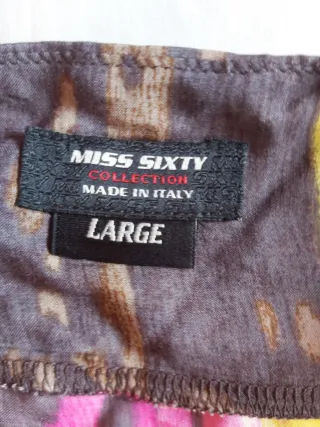 MISS SIXTY
COLLECTION
MADE IN ITALY
LARGE